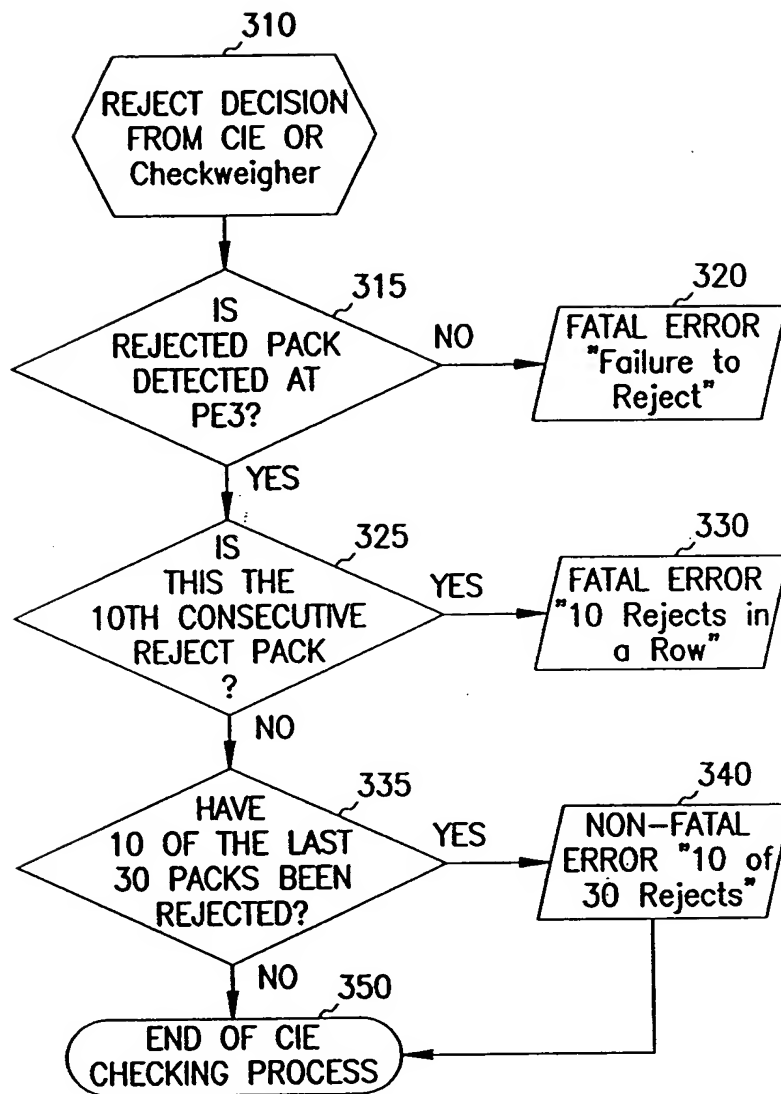 310
REJECT DECISION
FROM CIE OR
Checkweigher
315
IS
REJECTED PACK
DETECTED AT
PE3?
NO
320
FATAL ERROR
"Failure to
Reject"
YES
325
IS
THIS THE
10TH CONSECUTIVE
REJECT PACK
?
YES
330
FATAL ERROR
"10 Rejects in
a Row"
NO
335
HAVE
10 OF THE LAST
30 PACKS BEEN
REJECTED?
YES
340
NON-FATAL
ERROR "10 of
30 Rejects"
NO
350
END OF CIE
CHECKING PROCESS